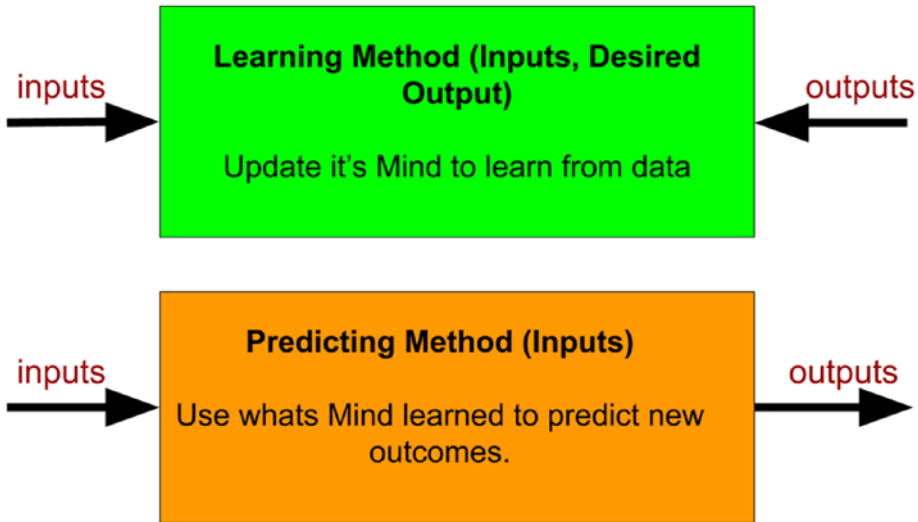 Learning Method (Inputs, Desired
Output)
inputs
outputs
Update it's Mind to learn from data
Predicting Method (Inputs)
inputs
outputs
Use whats Mind learned to predict new
outcomes.